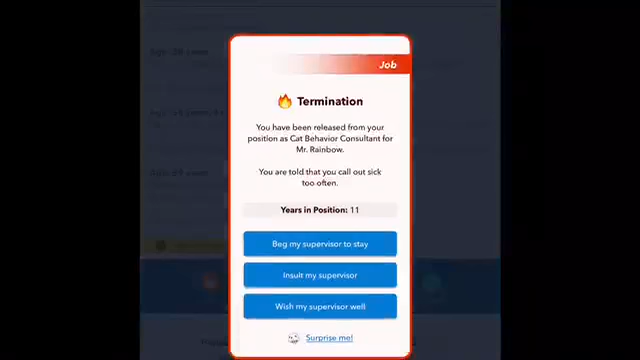 Job
Termination
You have been released from your
position as Cat Behavior Consultant for
Mr. Rainbow.
You are told that you call out sick
too often.
Years in Position: 11
Beg my supervisor to stay
Insult my supervisor
Wish my supervisor well
Surprise me!